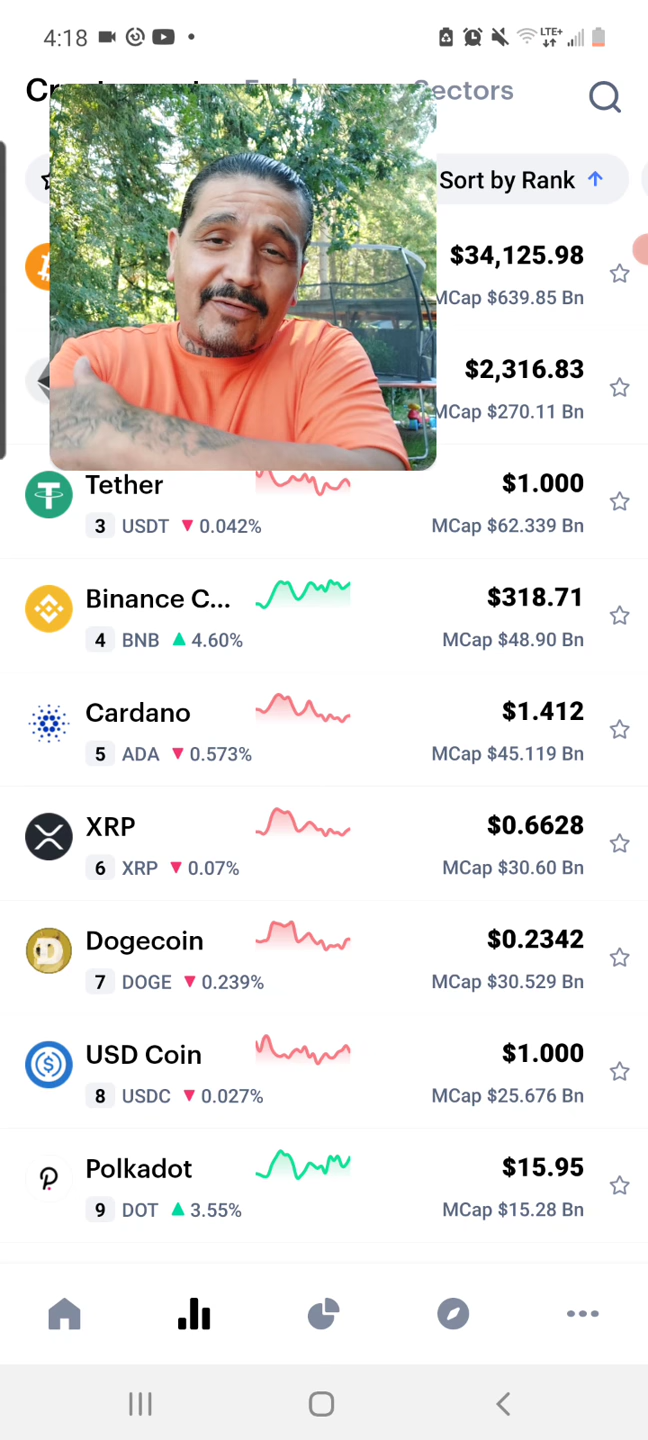 4:18
LTE+
Sectors
Sort by Rank
$34,125.98
MCap $639.85 Bn
$2,316.83
MCap $270.11 Bn
Tether $1.000
3 USDT ▼ 0.042% MCap $62.339 Bn
Binance C... $318.71
4 BNB ▲ 4.60% MCap $48.90 Bn
Cardano $1.412
5 ADA ▼ 0.573% MCap $45.119 Bn
XRP $0.6628
6 XRP ▼ 0.07% MCap $30.60 Bn
Dogecoin $0.2342
7 DOGE ▼ 0.239% MCap $30.529 Bn
USD Coin $1.000
8 USDC ▼ 0.027% MCap $25.676 Bn
Polkadot $15.95
9 DOT ▲ 3.55% MCap $15.28 Bn